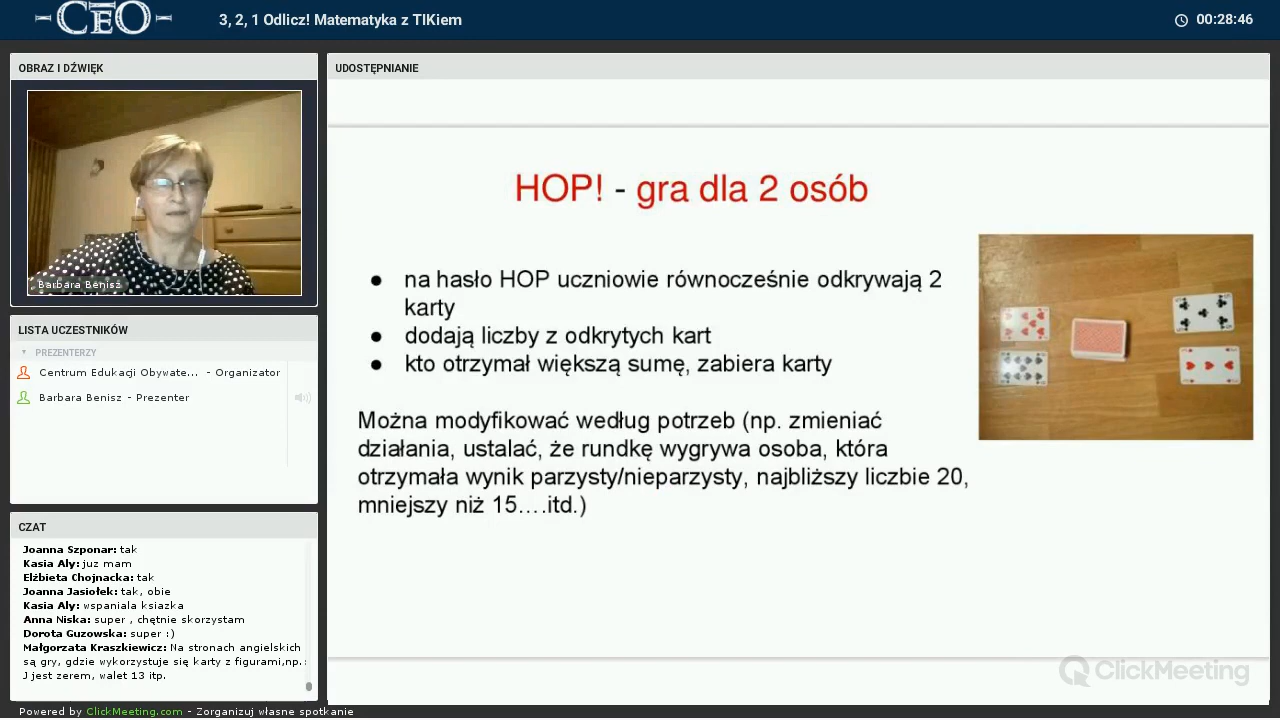 CEO
3, 2, 1 Odlicz! Matematyka z TIKiem
00:28:46
OBRAZ I DŹWIĘK
Barbara Benisz
LISTA UCZESTNIKÓW
PREZENTERZY
Centrum Edukacji Obywate... - Organizator
Barbara Benisz - Prezenter
CZAT
Joanna Szponar: tak
Kasia Aly: juz mam
Elżbieta Chojnacka: tak
Joanna Jasiołek: tak, obie
Kasia Aly: wspaniala ksiazka
Anna Niska: super , chętnie skorzystam
Dorota Guzowska: super :)
Małgorzata Kraszkiewicz: Na stronach angielskich
są gry, gdzie wykorzystuje się karty z figurami,np.:
J jest zerem, walet 13 itp.
UDOSTĘPNIANIE
HOP! - gra dla 2 osób
● na hasło HOP uczniowie równocześnie odkrywają 2
karty
● dodają liczby z odkrytych kart
● kto otrzymał większą sumę, zabiera karty
Można modyfikować według potrzeb (np. zmieniać
działania, ustalać, że rundkę wygrywa osoba, która
otrzymała wynik parzysty/nieparzysty, najbliższy liczbie 20,
mniejszy niż 15….itd.)
ClickMeeting
Powered by ClickMeeting.com - Zorganizuj własne spotkanie